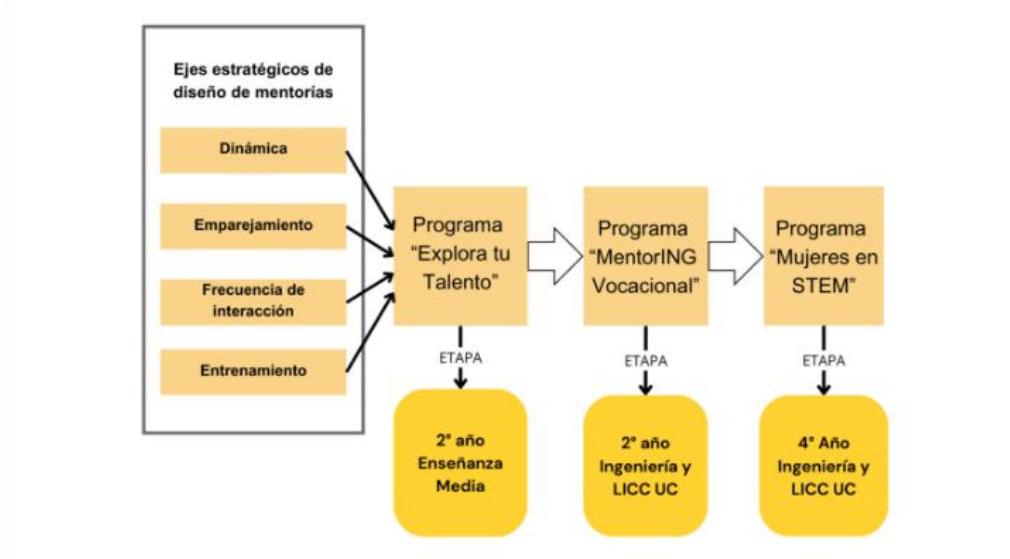 Ejes estratégicos de
diseño de mentorías
Dinámica
Emparejamiento
Frecuencia de
interacción
Entrenamiento
Programa
“Explora tu
Talento”
Programa
“MentorING
Vocacional”
Programa
“Mujeres en
STEM”
ETAPA
ETAPA
ETAPA
2° año
Enseñanza
Media
2° año
Ingeniería y
LICC UC
4° Año
Ingeniería y
LICC UC